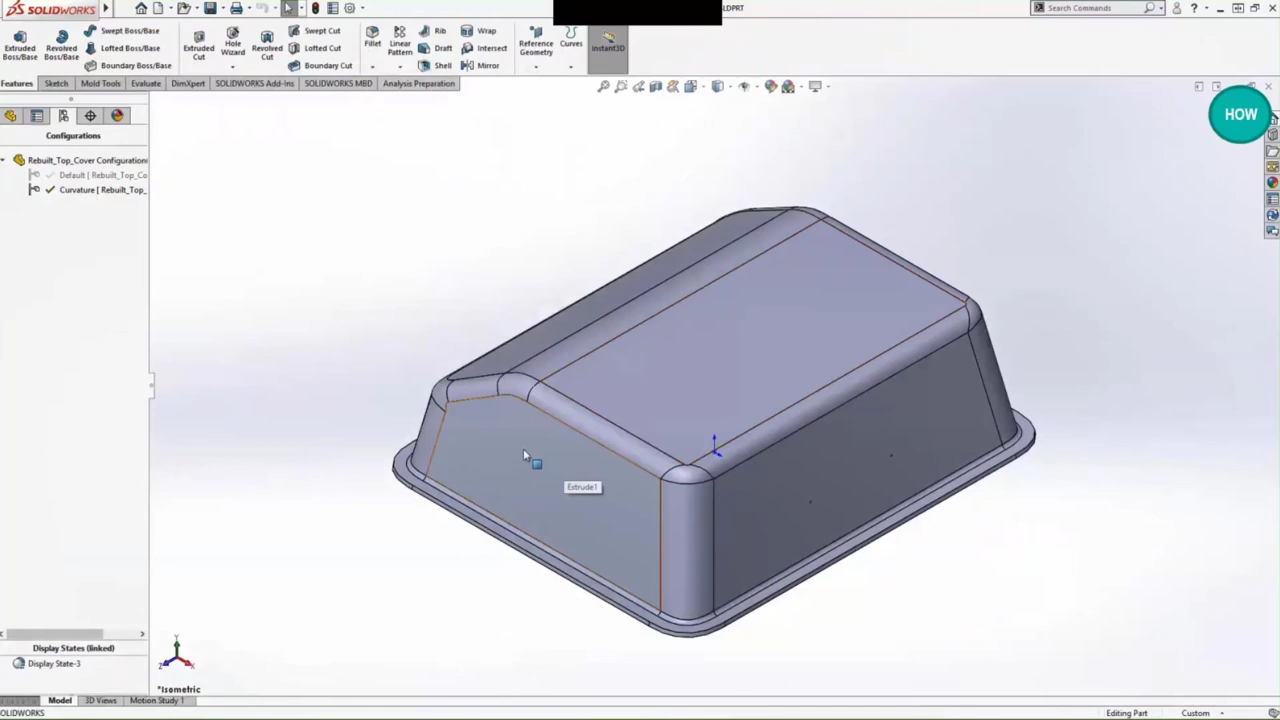 SOLIDWORKS
LDPRT
Search Commands
Extruded Boss/Base
Revolved Boss/Base
Swept Boss/Base
Lofted Boss/Base
Boundary Boss/Base
Extruded Cut
Hole Wizard
Revolved Cut
Swept Cut
Lofted Cut
Boundary Cut
Fillet
Linear Pattern
Rib
Draft
Shell
Wrap
Intersect
Mirror
Reference Geometry
Curves
Instant3D
Features
Sketch
Mold Tools
Evaluate
DimXpert
SOLIDWORKS Add-Ins
SOLIDWORKS MBD
Analysis Preparation
HOW
Configurations
Rebuilt_Top_Cover Configuration
Default [ Rebuilt_Top_Co
Curvature [ Rebuilt_Top_
Extrude1
Display States (linked)
Display State-3
Y
Z
X
*Isometric
Model
3D Views
Motion Study 1
SOLIDWORKS
Editing Part
Custom